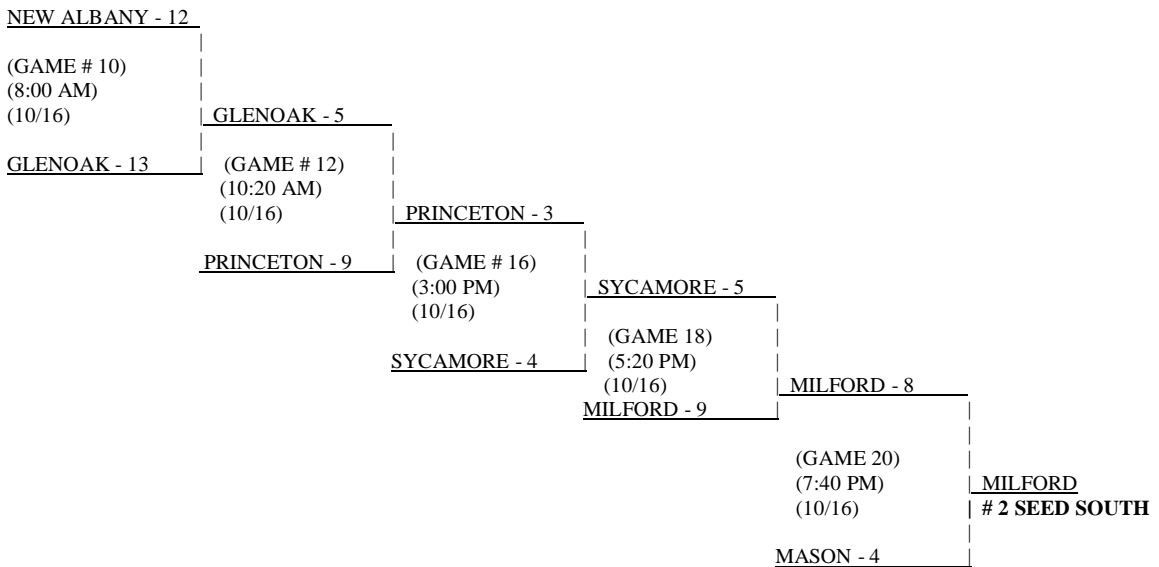 NEW ALBANY - 12
(GAME # 10)
(8:00 AM)
(10/16)
GLENOAK - 5
GLENOAK - 13
(GAME # 12)
(10:20 AM)
(10/16)
PRINCETON - 3
PRINCETON - 9
(GAME # 16)
(3:00 PM)
(10/16)
SYCAMORE - 5
(GAME 18)
SYCAMORE - 4
(5:20 PM)
(10/16)
MILFORD - 8
MILFORD - 9
(GAME 20)
(7:40 PM)
MILFORD
(10/16)
# 2 SEED SOUTH
MASON - 4